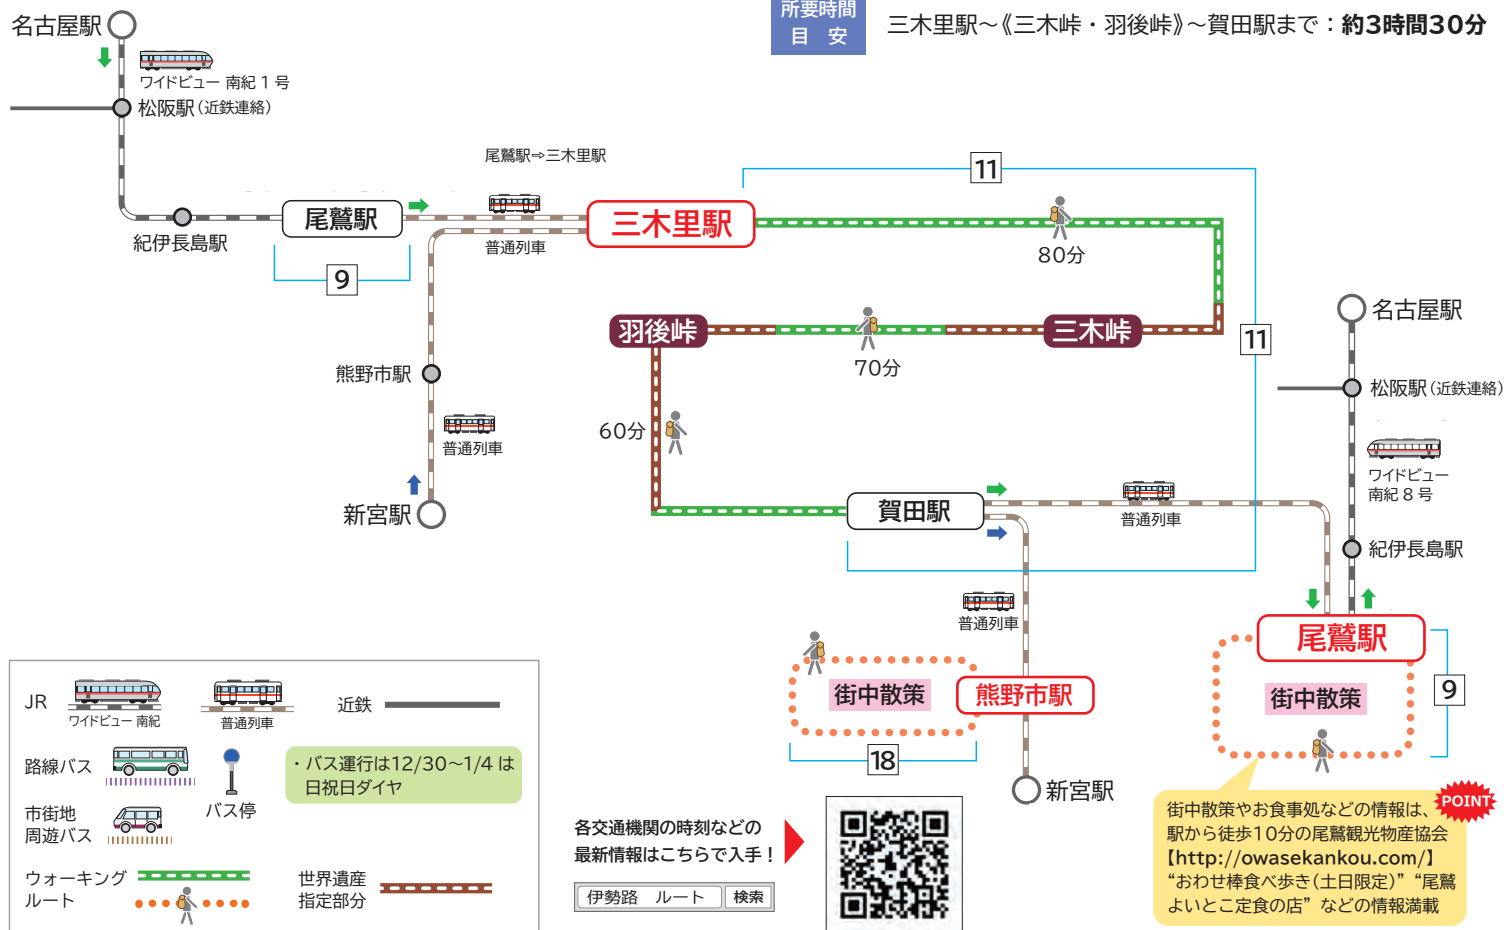 所要時間
目 安
三木里駅～《三木峠・羽後峠》～賀田駅まで：約3時間30分
名古屋駅
ワイドビュー 南紀 1 号
松阪駅（近鉄連絡）
尾鷲駅⇨三木里駅
11
尾鷲駅
三木里駅
紀伊長島駅
普通列車
80分
9
羽後峠
三木峠
70分
11
名古屋駅
熊野市駅
松阪駅（近鉄連絡）
60分
普通列車
ワイドビュー
南紀 8 号
新宮駅
賀田駅
普通列車
紀伊長島駅
普通列車
尾鷲駅
街中散策
熊野市駅
街中散策
9
18
新宮駅
JR
ワイドビュー 南紀
普通列車
近鉄
路線バス
バス停
・バス運行は12/30～1/4 は
日祝日ダイヤ
市街地
周遊バス
ウォーキング
ルート
世界遺産
指定部分
各交通機関の時刻などの
最新情報はこちらで入手！
伊勢路 ルート 検索
POINT
街中散策やお食事処などの情報は、
駅から徒歩10分の尾鷲観光物産協会
【http://owasekankou.com/】
“おわせ棒食べ歩き（土日限定）” “尾鷲
よいとこ定食の店” などの情報満載